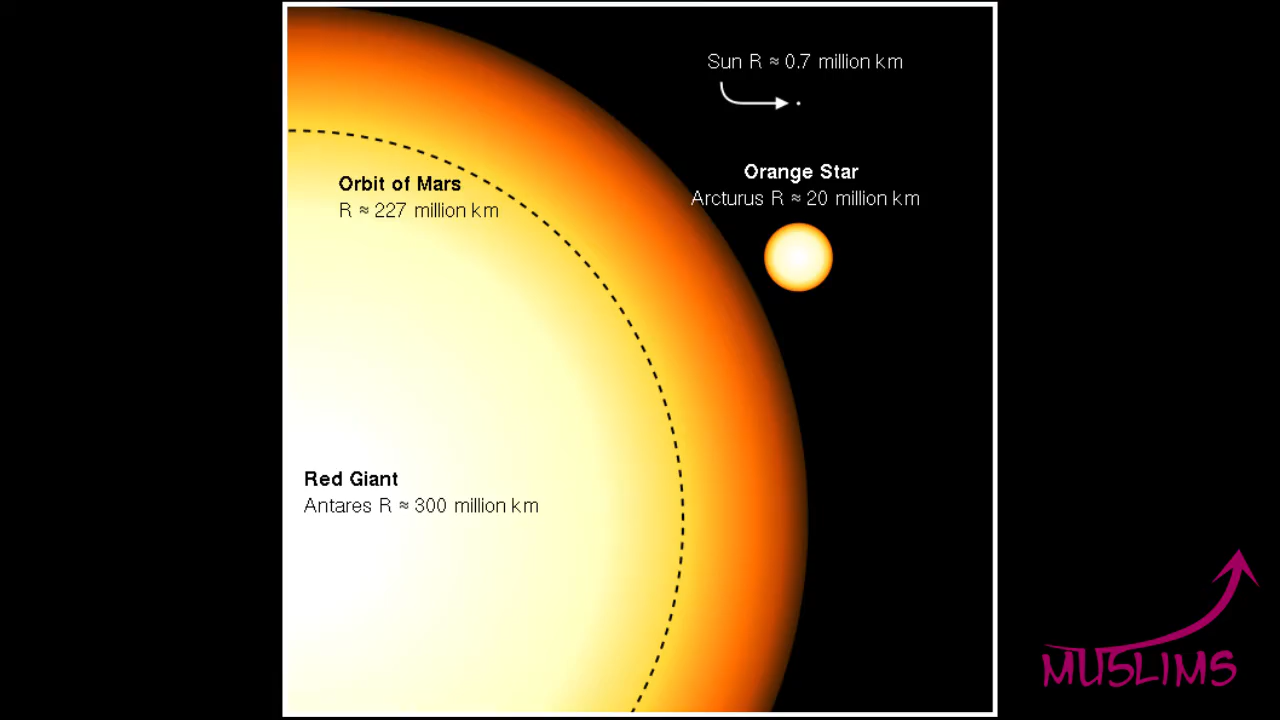 Sun R ≈ 0.7 million km
Orange Star
Arcturus R ≈ 20 million km
Orbit of Mars
R ≈ 227 million km
Red Giant
Antares R ≈ 300 million km
MUSLIMS